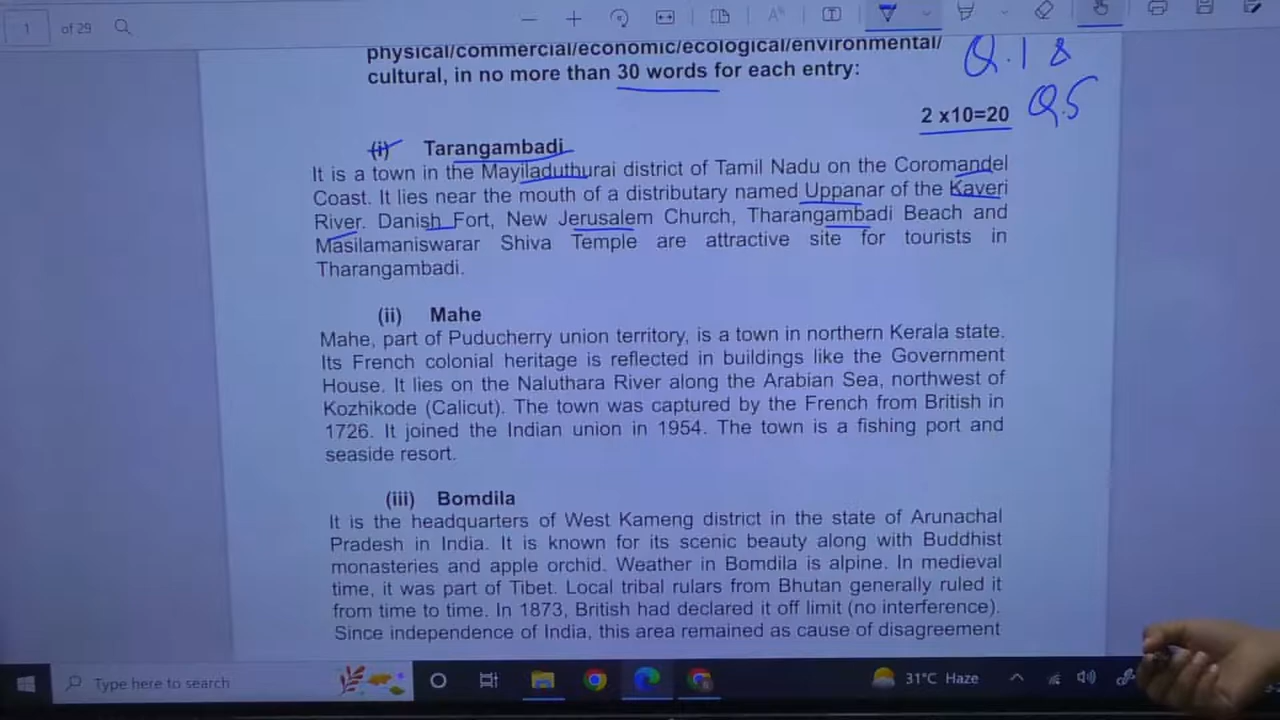 1 of 29
physical/commercial/economic/ecological/environmental/
cultural, in no more than 30 words for each entry:
Q.1 &
Q.5
2 x10=20
(i) Tarangambadi
It is a town in the Mayiladuthurai district of Tamil Nadu on the Coromandel
Coast. It lies near the mouth of a distributary named Uppanar of the Kaveri
River. Danish Fort, New Jerusalem Church, Tharangambadi Beach and
Masilamaniswarar Shiva Temple are attractive site for tourists in
Tharangambadi.
(ii) Mahe
Mahe, part of Puducherry union territory, is a town in northern Kerala state.
Its French colonial heritage is reflected in buildings like the Government
House. It lies on the Naluthara River along the Arabian Sea, northwest of
Kozhikode (Calicut). The town was captured by the French from British in
1726. It joined the Indian union in 1954. The town is a fishing port and
seaside resort.
(iii) Bomdila
It is the headquarters of West Kameng district in the state of Arunachal
Pradesh in India. It is known for its scenic beauty along with Buddhist
monasteries and apple orchid. Weather in Bomdila is alpine. In medieval
time, it was part of Tibet. Local tribal rulars from Bhutan generally ruled it
from time to time. In 1873, British had declared it off limit (no interference).
Since independence of India, this area remained as cause of disagreement
Type here to search
31°C Haze